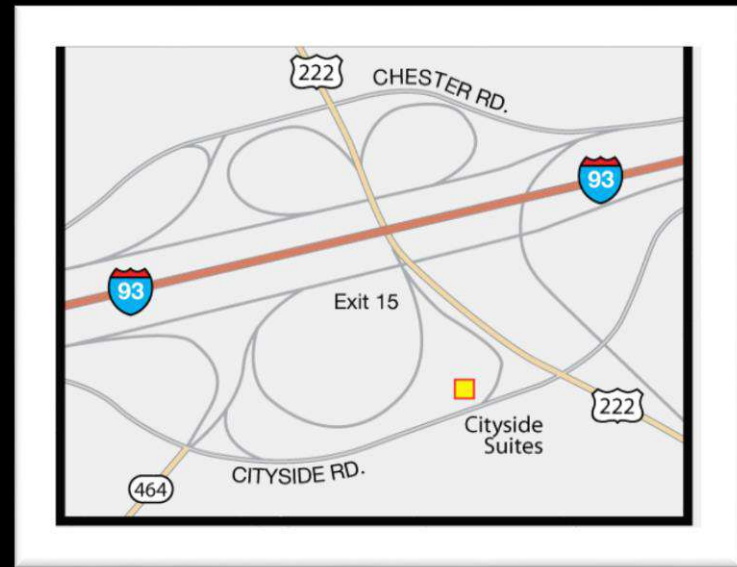 222
CHESTER RD.
93
93
Exit 15
222
Cityside
Suites
CITYSIDE RD.
464